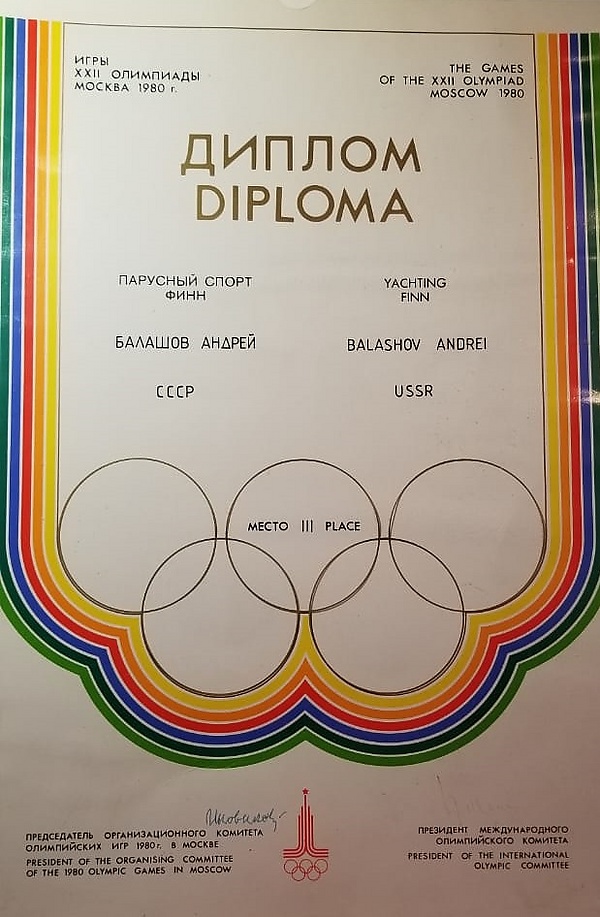 ИГРЫ
XXII ОЛИМПИАДЫ
МОСКВА 1980 г.
THE GAMES
OF THE XXII OLYMPIAD
MOSCOW 1980
ДИПЛОМ
DIPLOMA
ПАРУСНЫЙ СПОРТ
ФИНН
YACHTING
FINN
БАЛАШОВ АНДРЕЙ
BALASHOV ANDREI
СССР
USSR
МЕСТО III PLACE
ПРЕДСЕДАТЕЛЬ ОРГАНИЗАЦИОННОГО КОМИТЕТА
ОЛИМПИЙСКИХ ИГР 1980 г. В МОСКВЕ
PRESIDENT OF THE ORGANISING COMMITTEE
OF THE 1980 OLYMPIC GAMES IN MOSCOW
ПРЕЗИДЕНТ МЕЖДУНАРОДНОГО
ОЛИМПИЙСКОГО КОМИТЕТА
PRESIDENT OF THE INTERNATIONAL
OLYMPIC COMMITTEE